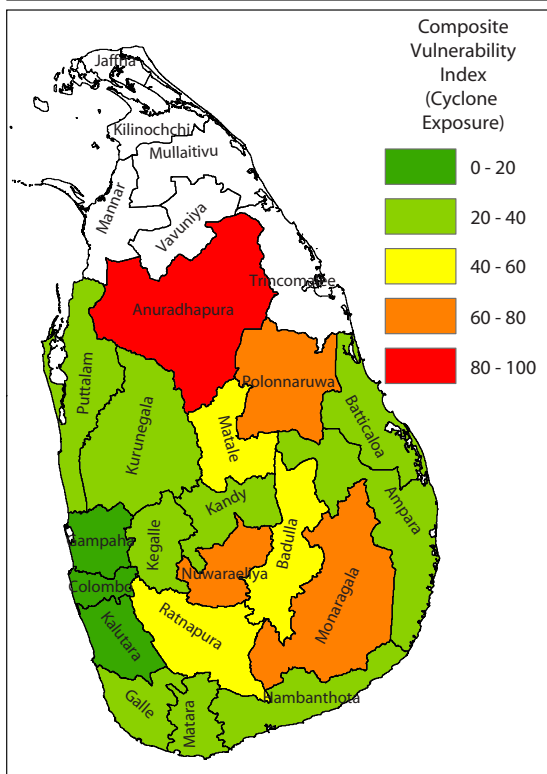 Composite
Vulnerability
Index
(Cyclone
Exposure)
0 - 20
20 - 40
40 - 60
60 - 80
80 - 100
Jaffna
Kilinochchi
Mullaitivu
Mannar
Vavuniya
Trincomalee
Anuradhapura
Polonnaruwa
Puttalam
Kurunegala
Matale
Batticaloa
Kandy
Ampara
Gampaha
Kegalle
Badulla
Nuwaraeliya
Colombo
Monaragala
Kalutara
Ratnapura
Hambanthota
Galle
Matara